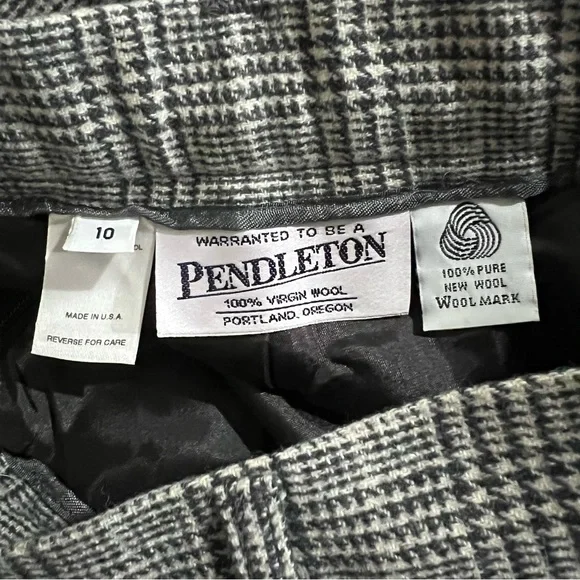 10
MADE IN U.S.A.
REVERSE FOR CARE
WARRANTED TO BE A
PENDLETON
100% VIRGIN WOOL
PORTLAND, OREGON
100% PURE
NEW WOOL
WOOLMARK